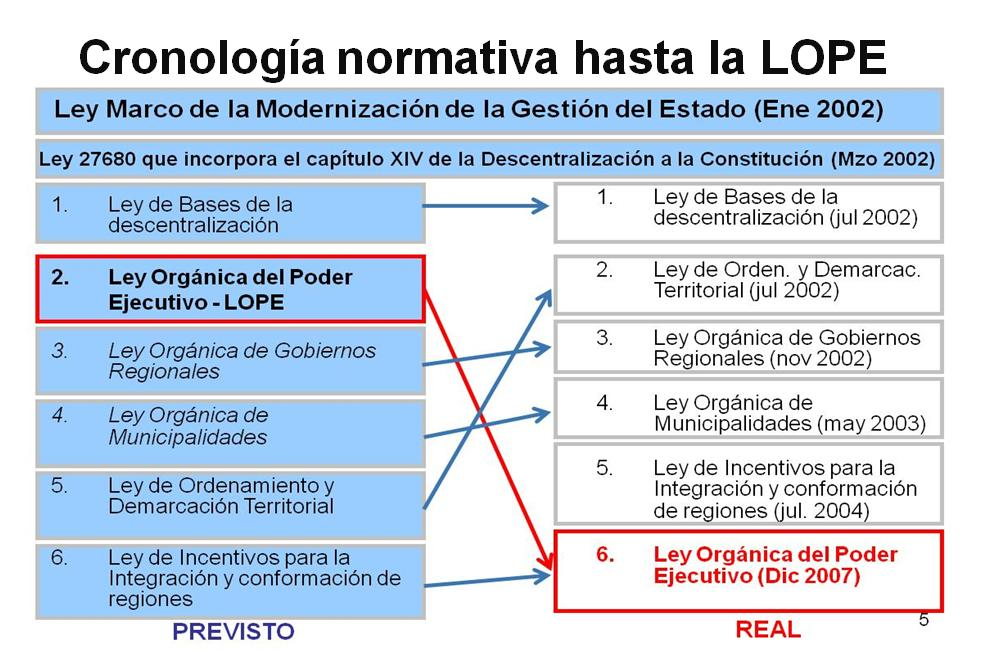 Cronología normativa hasta la LOPE
Ley Marco de la Modernización de la Gestión del Estado (Ene 2002)
Ley 27680 que incorpora el capítulo XIV de la Descentralización a la Constitución (Mzo 2002)
1. Ley de Bases de la
descentralización
2. Ley Orgánica del Poder
Ejecutivo - LOPE
3. Ley Orgánica de Gobiernos
Regionales
4. Ley Orgánica de
Municipalidades
5. Ley de Ordenamiento y
Demarcación Territorial
6. Ley de Incentivos para la
Integración y conformación de
regiones
PREVISTO
1. Ley de Bases de la
descentralización (jul 2002)
2. Ley de Orden. y Demarcac.
Territorial (jul 2002)
3. Ley Orgánica de Gobiernos
Regionales (nov 2002)
4. Ley Orgánica de
Municipalidades (may 2003)
5. Ley de Incentivos para la
Integración y conformación
de regiones (jul. 2004)
6. Ley Orgánica del Poder
Ejecutivo (Dic 2007)
REAL
5